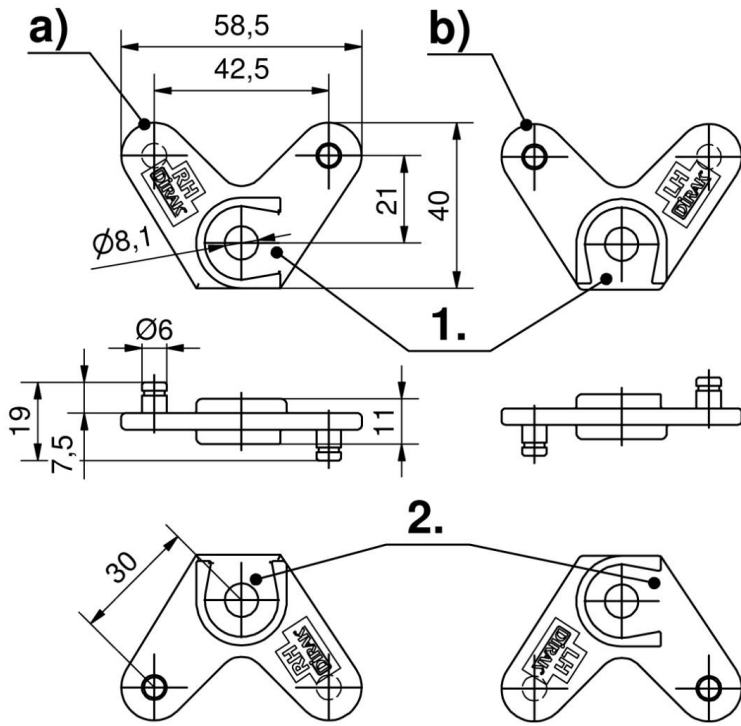 a)
58,5
b)
42,5
RH
DIRAK
LH
DIRAK
21
40
Ø8,1
1.
Ø6
19
7,5
11
2.
30
RH
DIRAK
LH
DIRAK